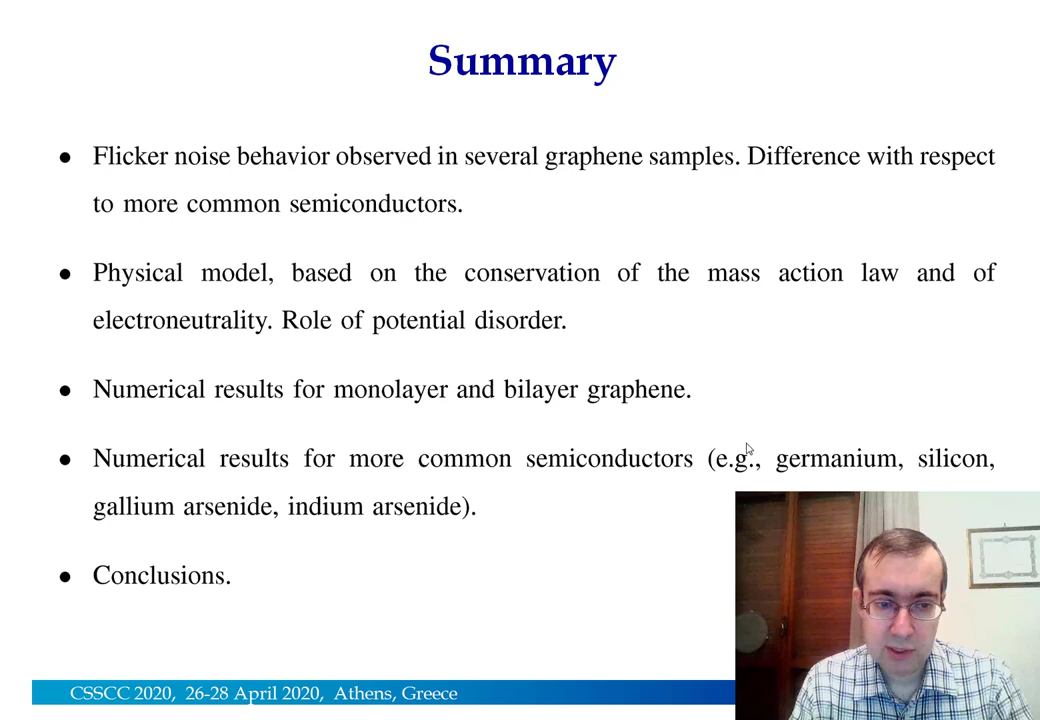 Summary
• Flicker noise behavior observed in several graphene samples. Difference with respect
to more common semiconductors.
• Physical model, based on the conservation of the mass action law and of
electroneutrality. Role of potential disorder.
• Numerical results for monolayer and bilayer graphene.
• Numerical results for more common semiconductors (e.g., germanium, silicon,
gallium arsenide, indium arsenide).
• Conclusions.
CSSCC 2020, 26-28 April 2020, Athens, Greece